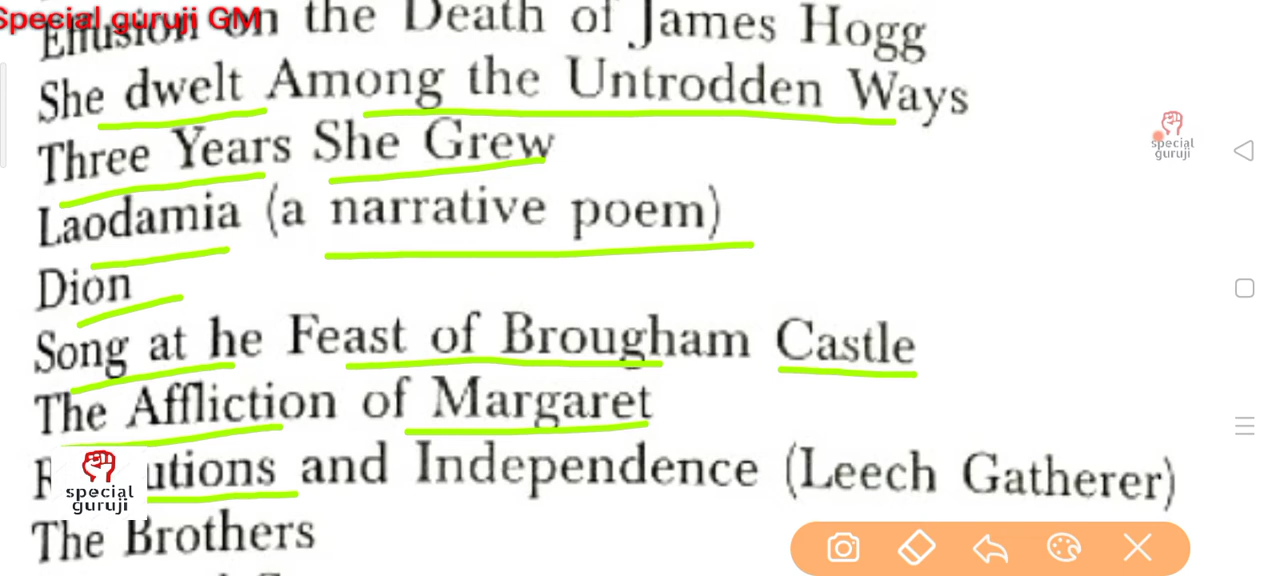 Special guruji GM
Effusion on the Death of James Hogg
She dwelt Among the Untrodden Ways
Three Years She Grew
special
guruji
Laodamia (a narrative poem)
Dion
Song at he Feast of Brougham Castle
The Affliction of Margaret
utions and Independence (Leech Gatherer)
special
guruji
The Brothers